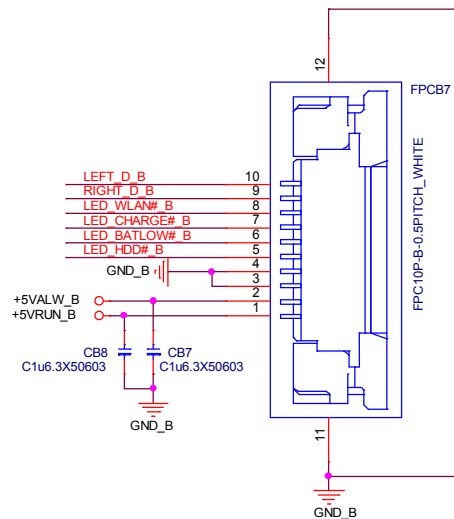 12
FPCB7
LEFT_D_B 10
RIGHT_D_B 9
LED_WLAN#_B 8
LED_CHARGE#_B 7
LED_BATLOW#_B 6
LED_HDD#_B 5
GND_B 4
3
+5VALW_B 2
+5VRUN_B 1
FPC10P-B-0.5PITCH_WHITE
CB8 CB7
C1u6.3X50603 C1u6.3X50603
GND_B
11
GND_B